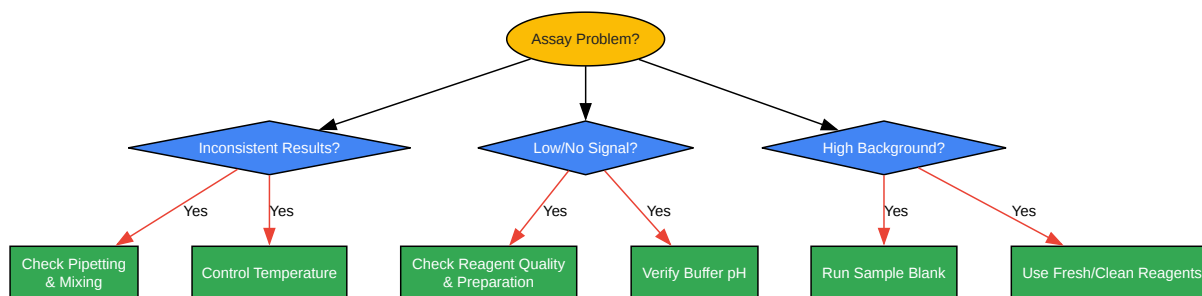 Assay Problem?
Inconsistent Results?
Low/No Signal?
High Background?
Yes
Yes
Yes
Yes
Yes
Yes
Check Pipetting
& Mixing
Control Temperature
Check Reagent Quality
& Preparation
Verify Buffer pH
Run Sample Blank
Use Fresh/Clean Reagents